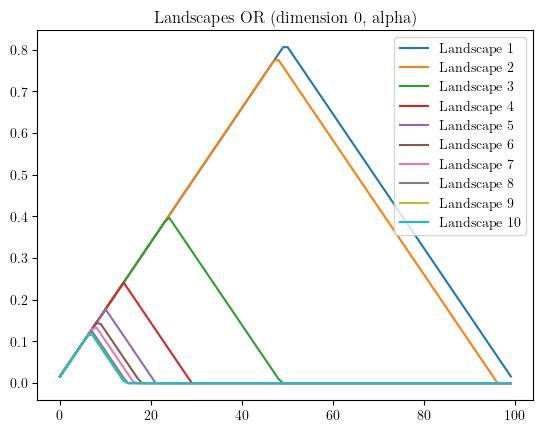 Landscapes OR (dimension 0, alpha)
Landscape 1
Landscape 2
Landscape 3
Landscape 4
Landscape 5
Landscape 6
Landscape 7
Landscape 8
Landscape 9
Landscape 10
0.8
0.7
0.6
0.5
0.4
0.3
0.2
0.1
0.0
0 20 40 60 80 100